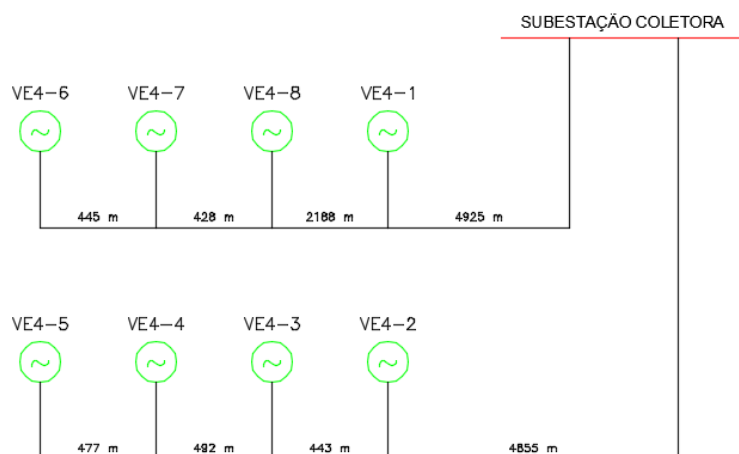 SUBESTAÇÃO COLETORA
VE4-6 VE4-7 VE4-8 VE4-1
445 m 428 m 2188 m 4925 m
VE4-5 VE4-4 VE4-3 VE4-2
477 m 492 m 443 m 4855 m